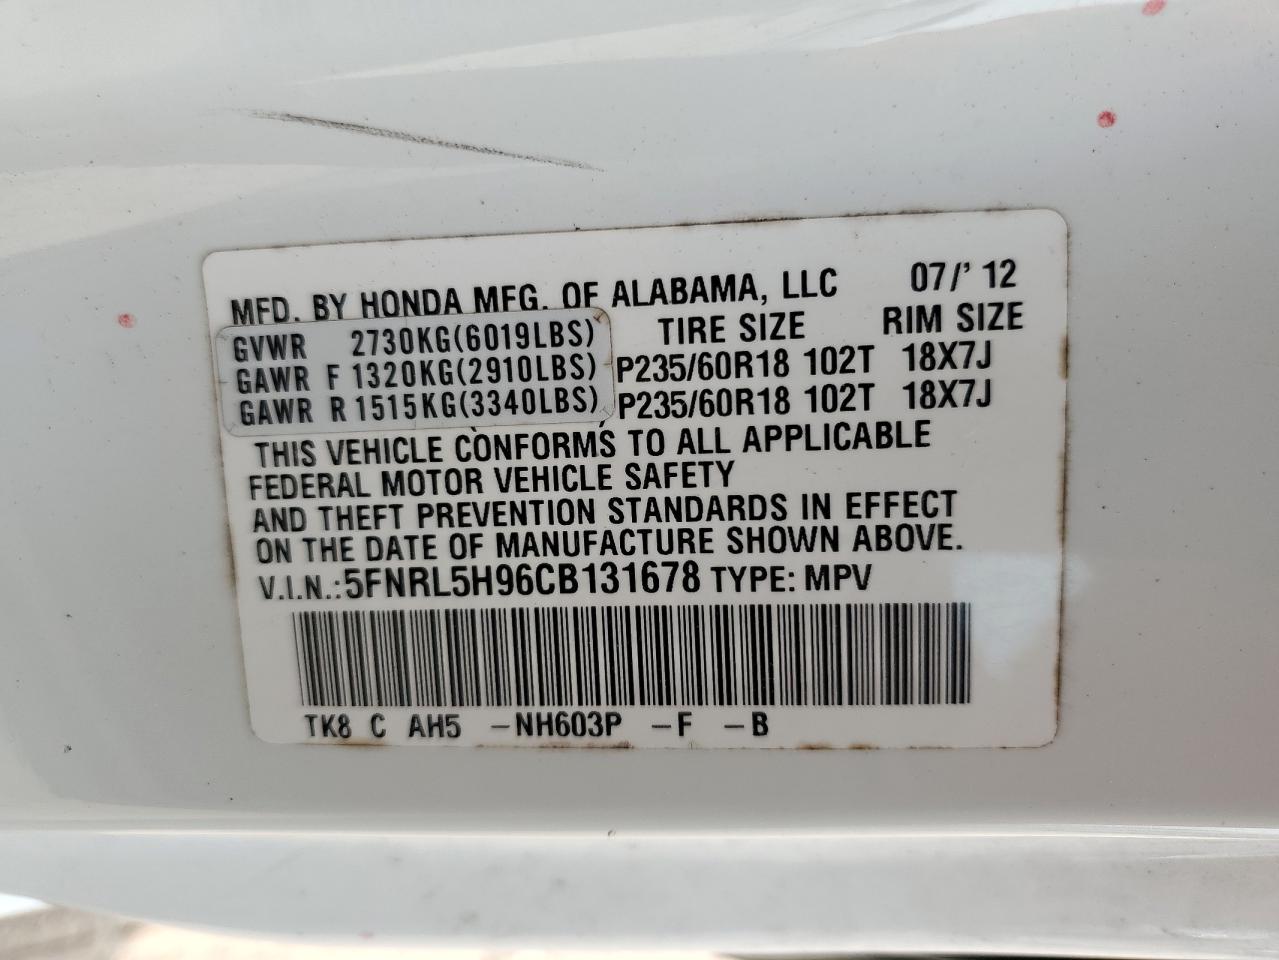 MFD. BY HONDA MFG. OF ALABAMA, LLC 07/' 12
GVWR 2730KG(6019LBS) TIRE SIZE RIM SIZE
GAWR F 1320KG(2910LBS) P235/60R18 102T 18X7J
GAWR R 1515KG(3340LBS) P235/60R18 102T 18X7J
THIS VEHICLE CONFORMS TO ALL APPLICABLE
FEDERAL MOTOR VEHICLE SAFETY
AND THEFT PREVENTION STANDARDS IN EFFECT
ON THE DATE OF MANUFACTURE SHOWN ABOVE.
V.I.N.:5FNRL5H96CB131678 TYPE: MPV
TK8 C AH5 -NH603P -F -B